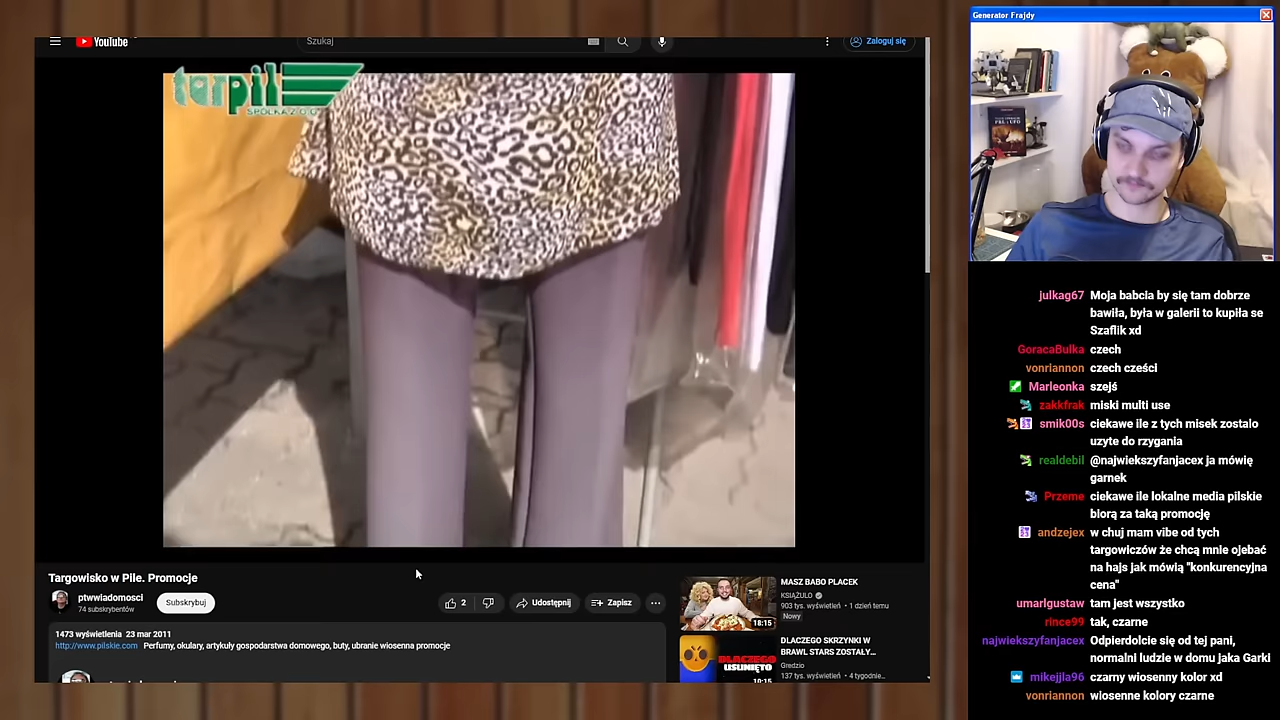 YouTube
Szukaj
Zaloguj się
tarpil
SPÓŁKA Z O
Targowisko w Pile. Promocje
ptwwiadomosci
74 subskrybentów
Subskrybuj
2
Udostępnij
Zapisz
1473 wyświetlenia 23 mar 2011
http://www.pilskie.com Perfumy, okulary, artykuły gospodarstwa domowego, buty, ubranie wiosenna promocje
18:15
MASZ BABO PLACEK
KSIĄŻULO
903 tys. wyświetleń • 1 dzień temu
Nowy
DLACZEGO
USUNIĘTO
10:15
DLACZEGO SKRZYNKI W
BRAWL STARS ZOSTAŁY…
Gredzio
137 tys. wyświetleń • 4 tygodnie…
Generator Frajdy
julkag67 Moja babcia by się tam dobrze
bawiła, była w galerii to kupiła se
Szaflik xd
GoracaBulka czech
vonriannon czech cześci
Marleonka szejś
zakkfrak miski multi use
smik00s ciekawe ile z tych misek zostalo
uzyte do rzygania
realdebil @najwiekszyfanjacex ja mówię
garnek
Przeme ciekawe ile lokalne media pilskie
biorą za taką promocję
andzejex w chuj mam vibe od tych
targowiczów że chcą mnie ojebać
na hajs jak mówią "konkurencyjna
cena"
umarlgustaw tam jest wszystko
rince99 tak, czarne
najwiekszyfanjacex Odpierdolcie się od tej pani,
normalni ludzie w domu jaka Garki
mikejjla96 czarny wiosenny kolor xd
vonriannon wiosenne kolory czarne